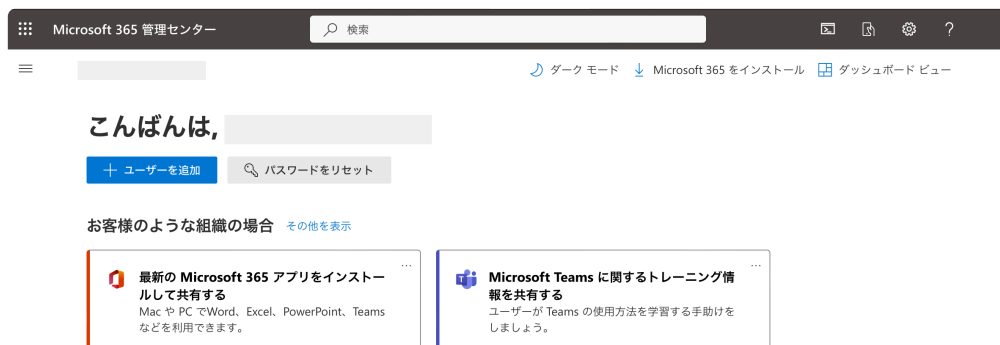 Microsoft 365 管理センター
検索
ダーク モード
Microsoft 365 をインストール
ダッシュボード ビュー
こんばんは,
ユーザーを追加
パスワードをリセット
お客様のような組織の場合 その他を表示
最新の Microsoft 365 アプリをインストー
ルして共有する
Mac や PC でWord、Excel、PowerPoint、Teams
などを利用できます。
Microsoft Teams に関するトレーニング情
報を共有する
ユーザーが Teams の使用方法を学習する手助けを
しましょう。